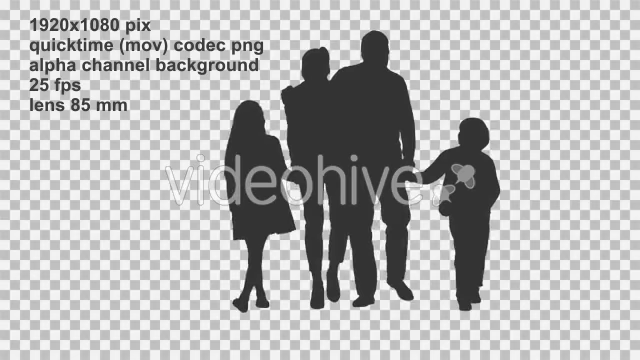 1920x1080 pix
quicktime (mov) codec png
alpha channel background
25 fps
lens 85 mm
videohive